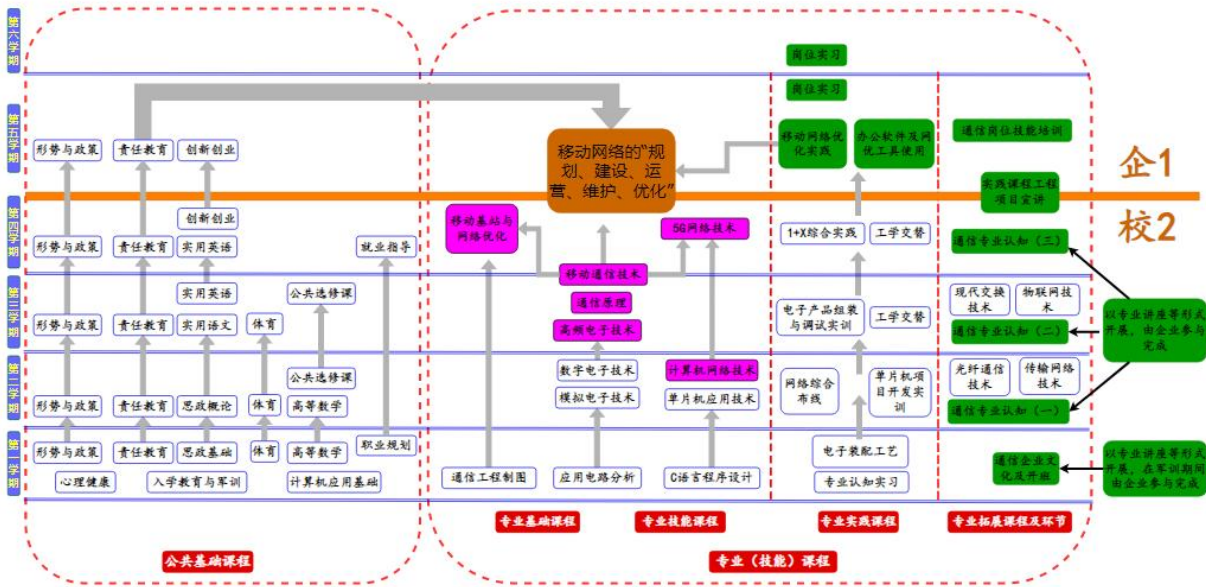 第六学期
岗位实习
岗位实习
第五学期
形势与政策
责任教育
创新创业
移动网络的“规
划、建设、运
营、维护、优化”
移动网络优
化实践
办公软件及网
优工具使用
通信岗位技能培训
企1
实践课程工程
项目宣讲
校2
第四学期
创新创业
形势与政策
责任教育
实用英语
就业指导
移动基站与
网络优化
5G网络技术
1+X综合实践
工学交替
通信专业认知（三）
移动通信技术
第三学期
实用英语
公共选修课
形势与政策
责任教育
实用语文
体育
通信原理
高频电子技术
电子产品组装
与调试实训
工学交替
现代交换
技术
物联网技
术
通信专业认知（二）
以专业讲座等形式
开展，由企业参与
完成
第二学期
公共选修课
形势与政策
责任教育
思政概论
体育
高等数学
数字电子技术
模拟电子技术
计算机网络技术
单片机应用技术
网络综合
布线
单片机项
目开发实
训
光纤通信
技术
传输网络
技术
通信专业认知（一）
第一学期
形势与政策
责任教育
思政基础
体育
高等数学
职业规划
心理健康
入学教育与军训
计算机应用基础
通信工程制图
应用电路分析
C语言程序设计
电子装配工艺
专业认知实习
通信企业文
化及开班
以专业讲座等形式
开展，在军训期间
由企业参与完成
专业基础课程
专业技能课程
专业实践课程
专业拓展课程及环节
公共基础课程
专业（技能）课程